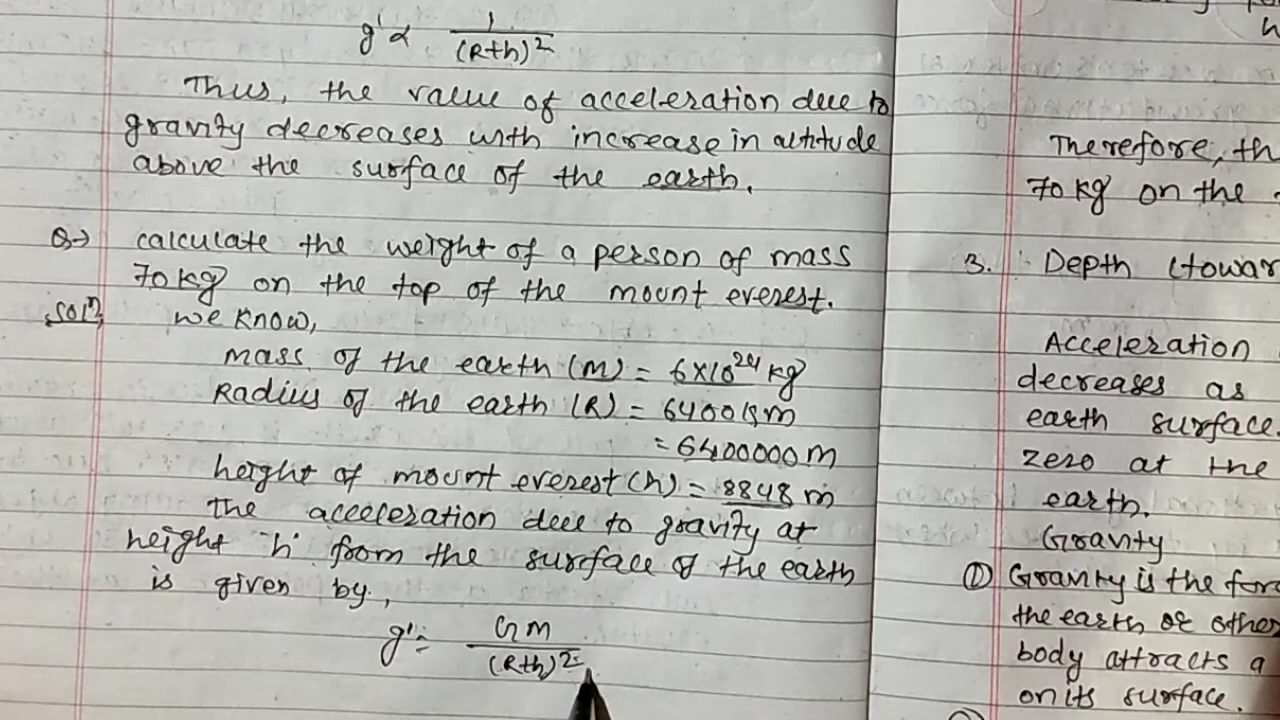 g' ∝ 1/(R+h)²
Thus, the value of acceleration due to
gravity decreases with increase in altitude
above the surface of the earth.
Q→ calculate the weight of a person of mass
70 kg on the top of the mount everest.
Solⁿ, we know,
mass of the earth (M) = 6×10²⁴ kg
Radius of the earth (R) = 6400km
= 6400000m
height of mount everest (h) = 8848 m
The acceleration due to gravity at
height 'h' from the surface of the earth
is given by,
g' = GM/(R+h)²
Therefore, th
70 kg on the
3. Depth (towar
Acceleration
decreases as
earth surface.
zero at the
earth.
Gravity
① Gravity is the for
the earth or other
body attracts a
on its surface.